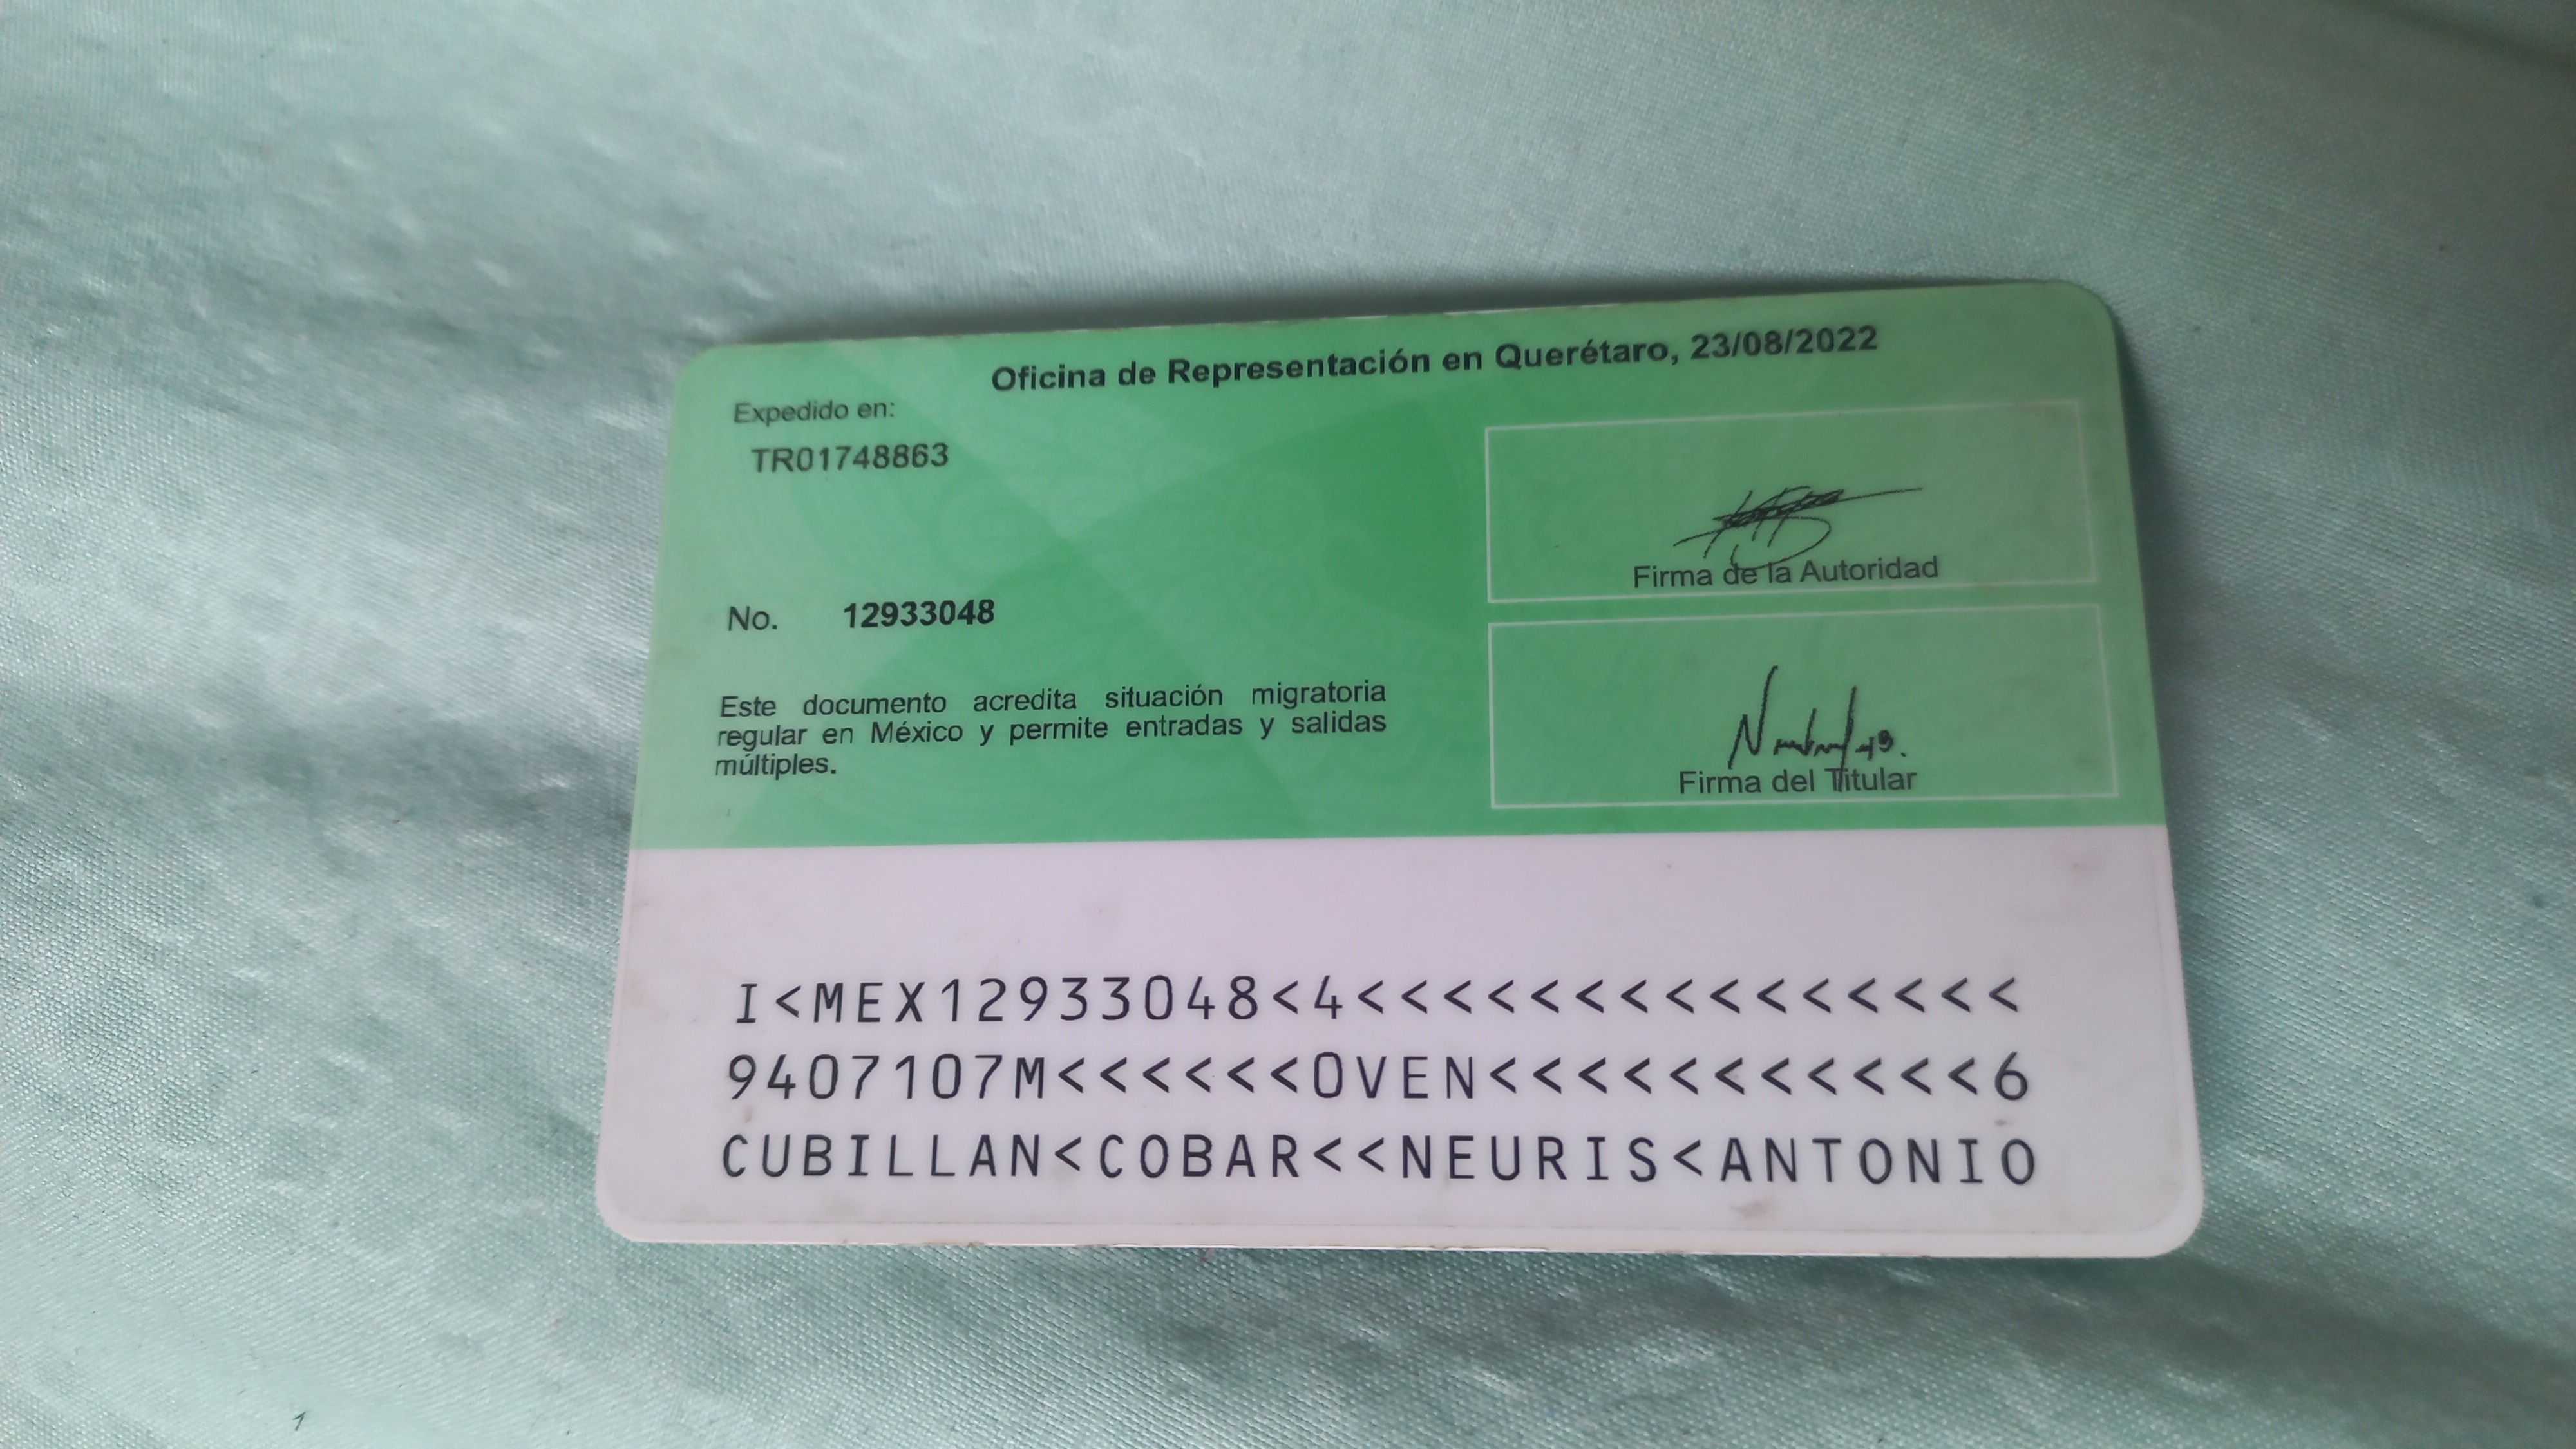 Oficina de Representación en Querétaro, 23/08/2022
Expedido en:
TR01748863
Firma de la Autoridad
No. 12933048
Este documento acredita situación migratoria
regular en México y permite entradas y salidas
múltiples.
Firma del Titular
I<MEX12933048<4<<<<<<<<<<<<<<<
9407107M<<<<<<0VEN<<<<<<<<<<<6
CUBILLAN<COBAR<<NEURIS<ANTONIO